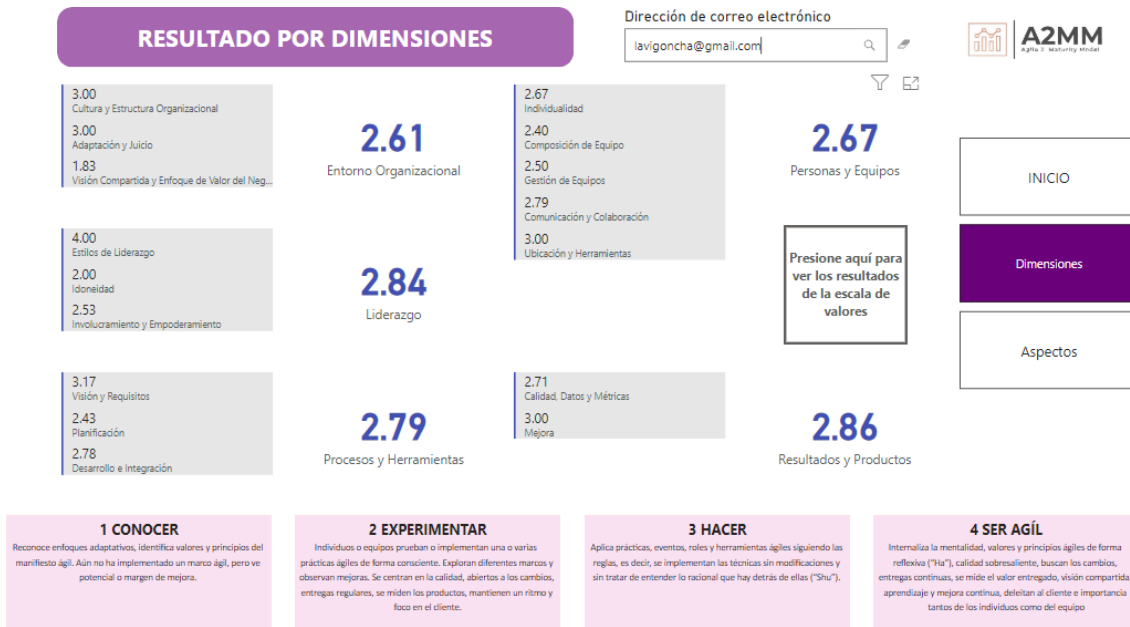 RESULTADO POR DIMENSIONES
Dirección de correo electrónico
lavigoncha@gmail.com
A2MM
Agile 2 Maturity Model
3.00
Cultura y Estructura Organizacional
3.00
Adaptación y Juicio
1.83
Visión Compartida y Enfoque de Valor del Neg...
2.61
Entorno Organizacional
2.67
Individualidad
2.40
Composición de Equipo
2.50
Gestión de Equipos
2.79
Comunicación y Colaboración
3.00
Ubicación y Herramientas
2.67
Personas y Equipos
INICIO
Dimensiones
Aspectos
4.00
Estilos de Liderazgo
2.00
Idoneidad
2.53
Involucramiento y Empoderamiento
2.84
Liderazgo
Presione aquí para
ver los resultados
de la escala de
valores
3.17
Visión y Requisitos
2.43
Planificación
2.78
Desarrollo e Integración
2.79
Procesos y Herramientas
2.71
Calidad, Datos y Métricas
3.00
Mejora
2.86
Resultados y Productos
1 CONOCER
Reconoce enfoques adaptativos, identifica valores y principios del
manifiesto ágil. Aún no ha implementado un marco ágil, pero ve
potencial o margen de mejora.
2 EXPERIMENTAR
Individuos o equipos prueban o implementan una o varias
prácticas ágiles de forma consciente. Exploran diferentes marcos y
observan mejoras. Se centran en la calidad, abiertos a los cambios,
entregas regulares, se miden los productos, mantienen un ritmo y
foco en el cliente.
3 HACER
Aplica prácticas, eventos, roles y herramientas ágiles siguiendo las
reglas, es decir, se implementan las técnicas sin modificaciones y
sin tratar de entender lo racional que hay detrás de ellas ("Shu").
4 SER AGÍL
Internaliza la mentalidad, valores y principios ágiles de forma
reflexiva ("Ha"), calidad sobresaliente, buscan los cambios,
entregas continuas, se mide el valor entregado, visión compartida,
aprendizaje y mejora continua, deleitan al cliente e importancia
tantos de los individuos como del equipo